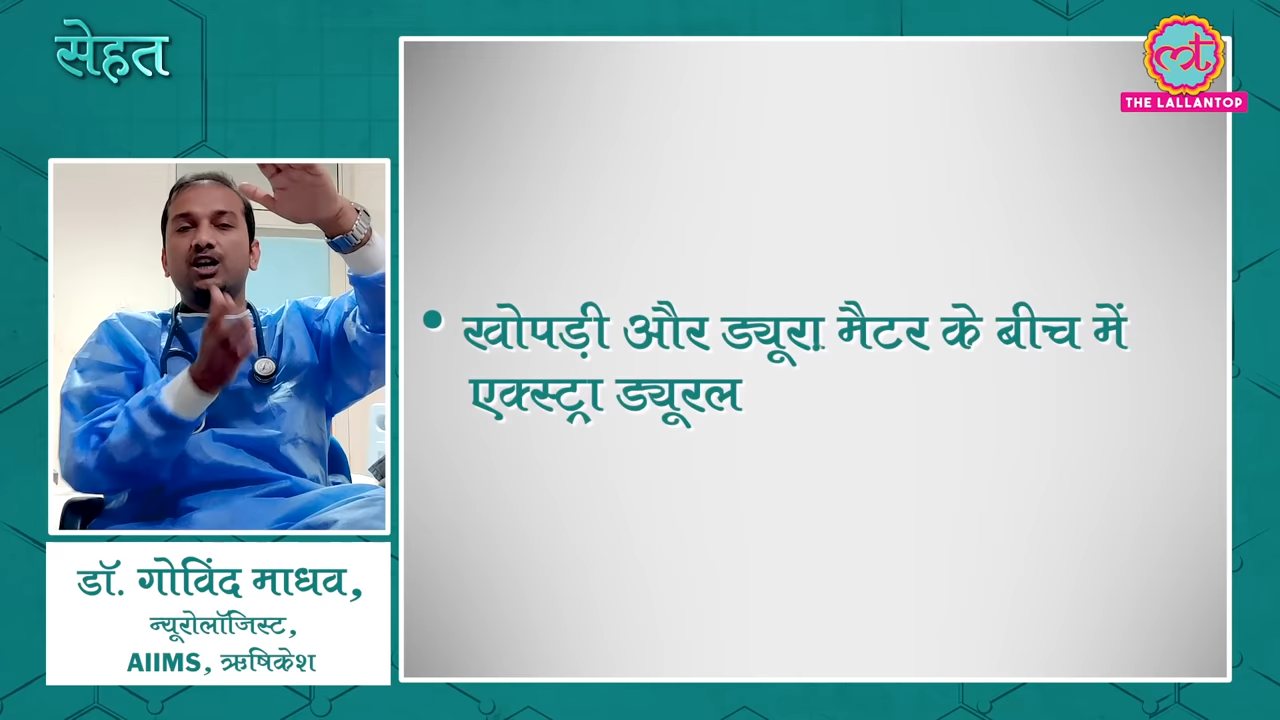 सेहत
THE LALLANTOP
• खोपड़ी और ड्यूरा मैटर के बीच में
एक्स्ट्रा ड्यूरल
डॉ. गोविंद माधव,
न्यूरोलॉजिस्ट,
AIIMS, ऋषिकेश